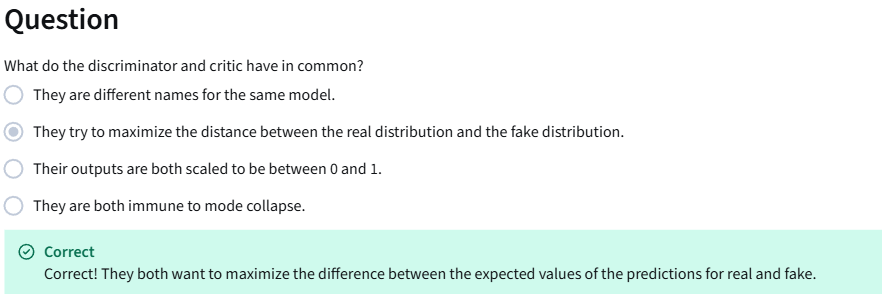 Question
What do the discriminator and critic have in common?
They are different names for the same model.
They try to maximize the distance between the real distribution and the fake distribution.
Their outputs are both scaled to be between 0 and 1.
They are both immune to mode collapse.
Correct
Correct! They both want to maximize the difference between the expected values of the predictions for real and fake.